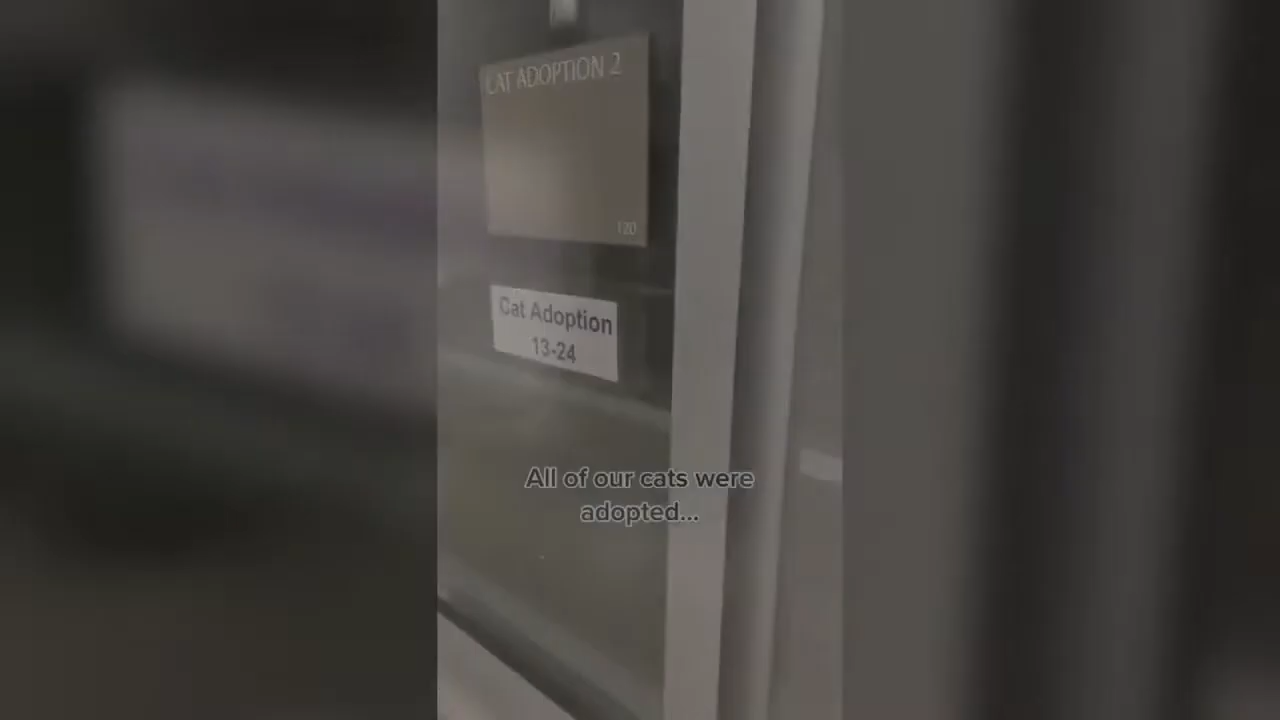 CAT ADOPTION 2
120
Cat Adoption
13-24
All of our cats were
adopted...